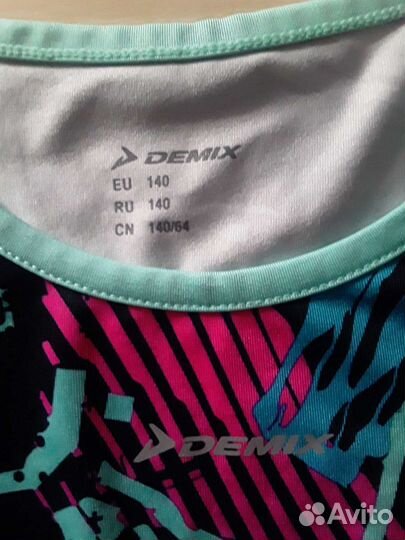 DEMIX
EU 140
RU 140
CN 140/64
DEMIX
Avito